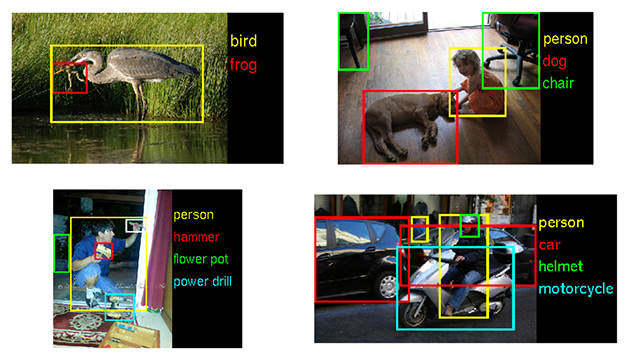 bird
frog
person
dog
chair
person
hammer
flower pot
power drill
person
car
helmet
motorcycle